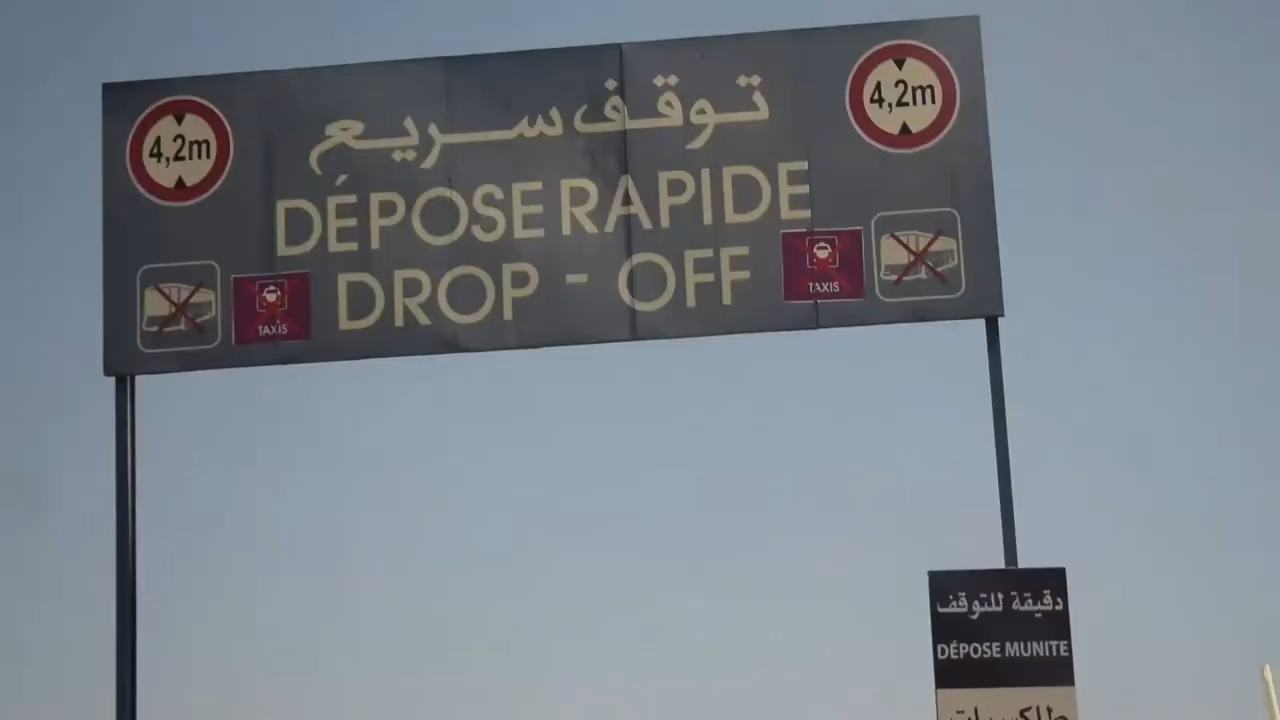 4,2m
4,2m
توقف سريع
DÉPOSE RAPIDE
DROP - OFF
TAXIS
TAXIS
دقيقة للتوقف
DÉPOSE MUNITE